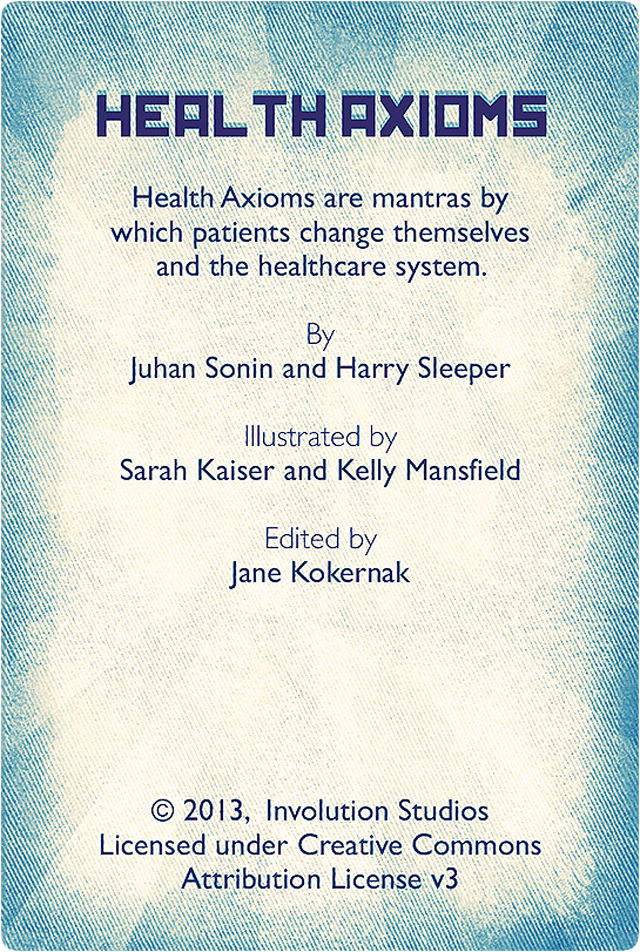 HEALTH AXIOMS
Health Axioms are mantras by
which patients change themselves
and the healthcare system.
By
Juhan Sonin and Harry Sleeper
Illustrated by
Sarah Kaiser and Kelly Mansfield
Edited by
Jane Kokernak
© 2013, Involution Studios
Licensed under Creative Commons
Attribution License v3